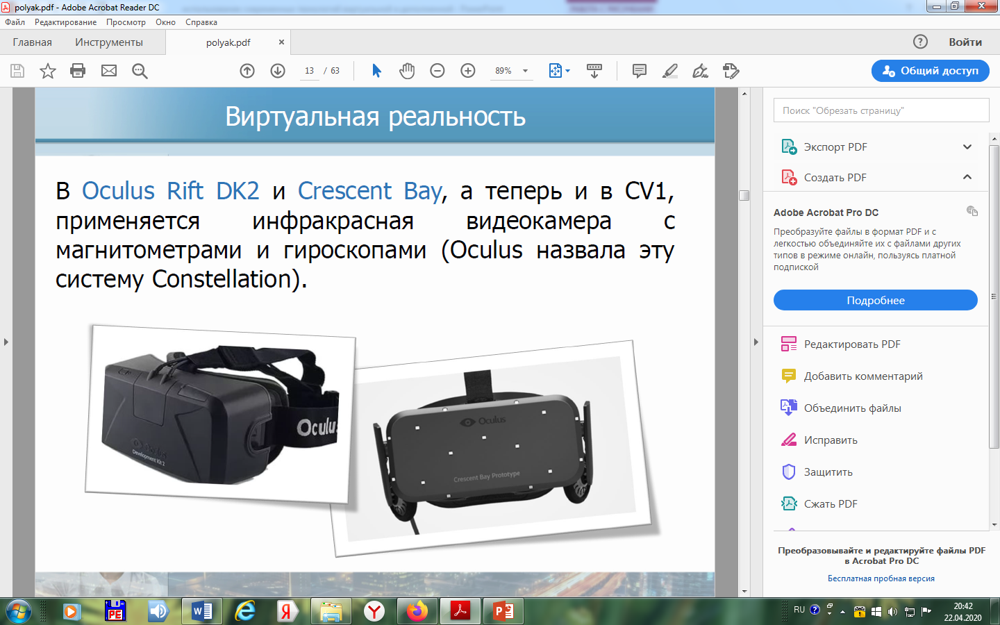 polyak.pdf - Adobe Acrobat Reader DC
Файл Редактирование Просмотр Окно Справка
Главная Инструменты polyak.pdf × ? Войти
13 / 63 89% Общий доступ
Виртуальная реальность
В Oculus Rift DK2 и Crescent Bay, а теперь и в CV1,
применяется инфракрасная видеокамера с
магнитометрами и гироскопами (Oculus назвала эту
систему Constellation).
Oculus
Oculus
Development Kit 2
Oculus
Crescent Bay Prototype
Поиск "Обрезать страницу"
Экспорт PDF
Создать PDF
Adobe Acrobat Pro DC
Преобразуйте файлы в формат PDF и с
легкостью объединяйте их с файлами других
типов в режиме онлайн, пользуясь платной
подпиской
Подробнее
Редактировать PDF
Добавить комментарий
Объединить файлы
Исправить
Защитить
Сжать PDF
Преобразовывайте и редактируйте файлы PDF
в Acrobat Pro DC
Бесплатная пробная версия
RU
20:42
22.04.2020